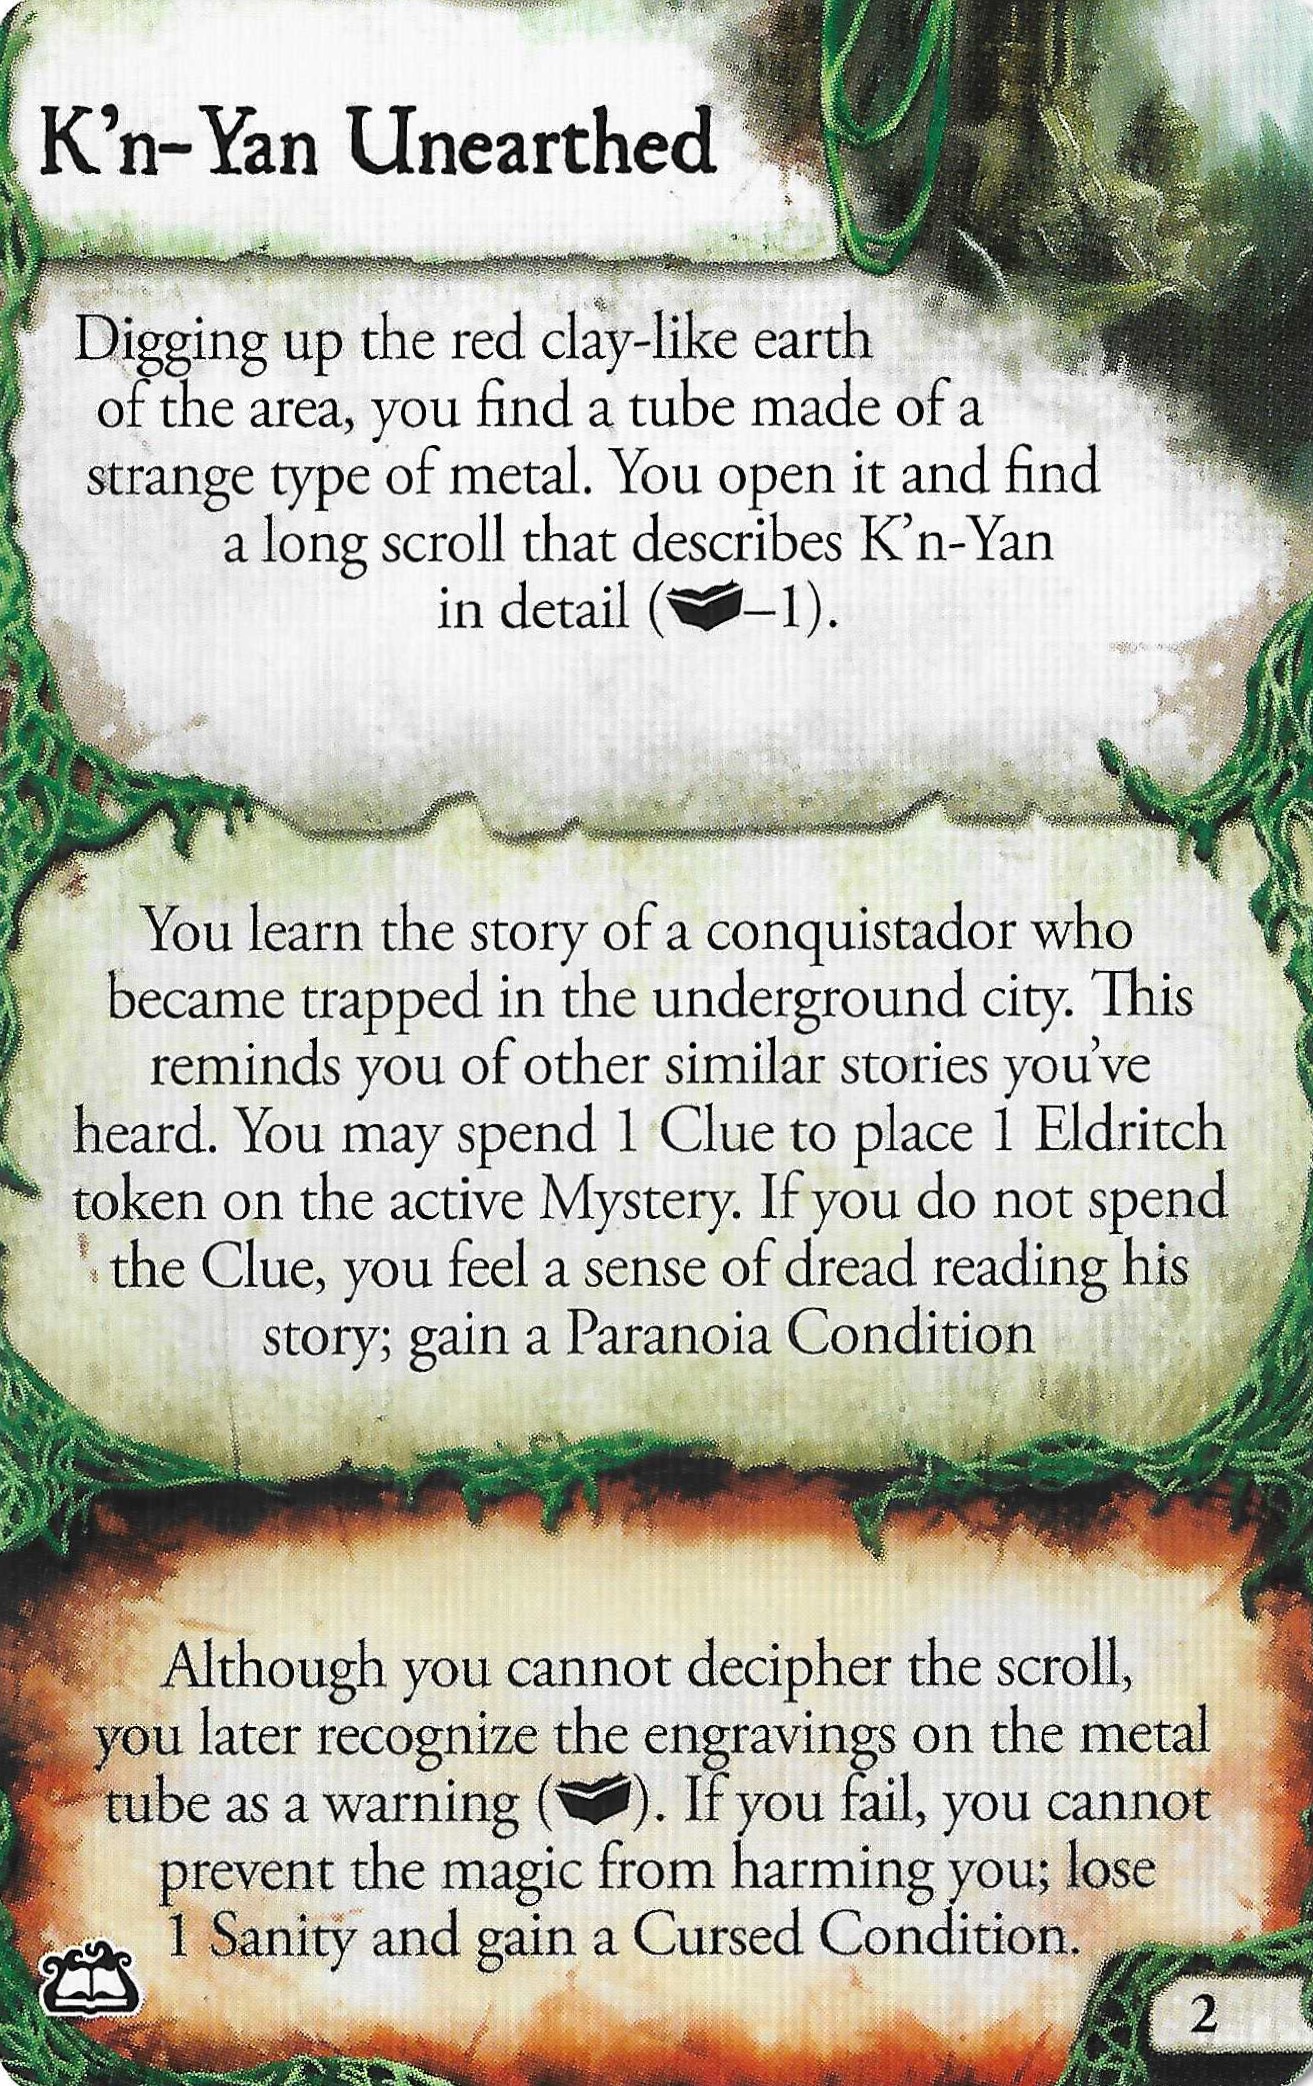 K’n-Yan Unearthed
Digging up the red clay-like earth
of the area, you find a tube made of a
strange type of metal. You open it and find
a long scroll that describes K’n-Yan
in detail (–1).
You learn the story of a conquistador who
became trapped in the underground city. This
reminds you of other similar stories you’ve
heard. You may spend 1 Clue to place 1 Eldritch
token on the active Mystery. If you do not spend
the Clue, you feel a sense of dread reading his
story; gain a Paranoia Condition
Although you cannot decipher the scroll,
you later recognize the engravings on the metal
tube as a warning (). If you fail, you cannot
prevent the magic from harming you; lose
1 Sanity and gain a Cursed Condition.
2